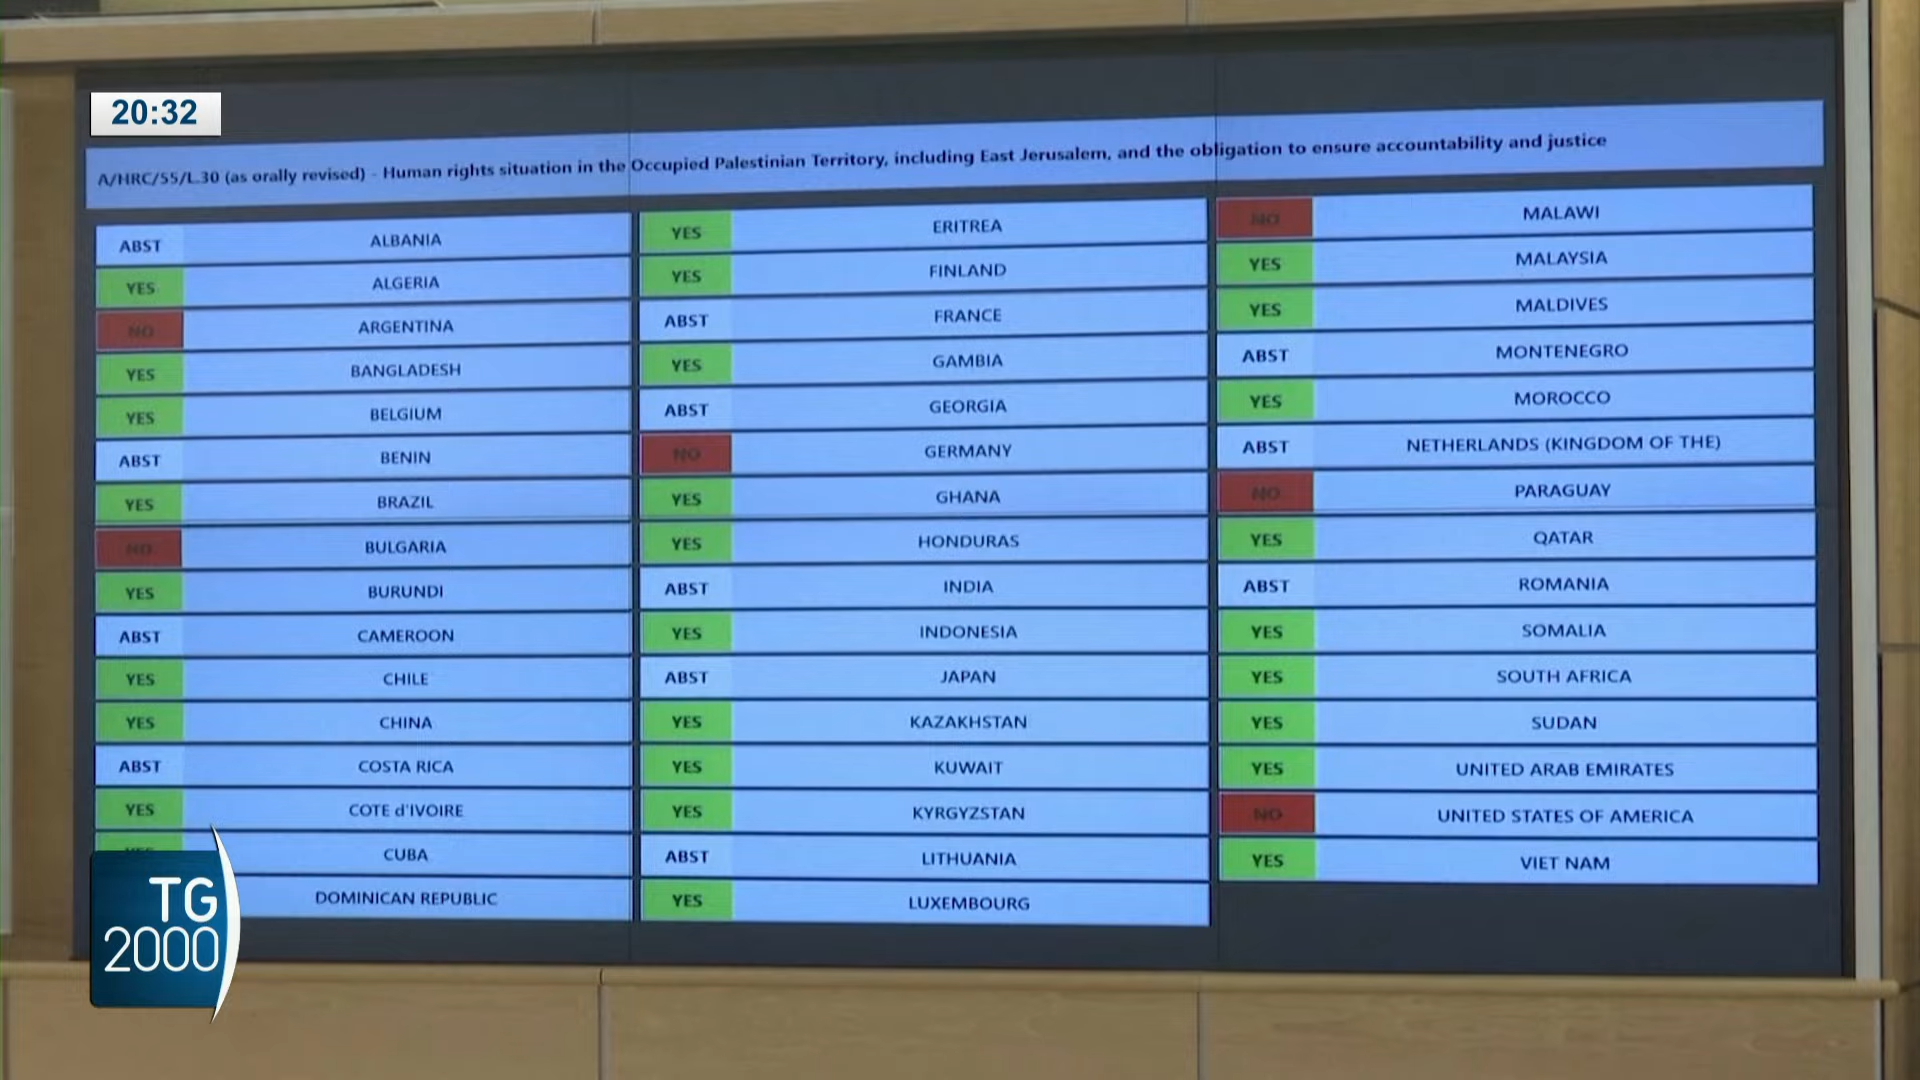 20:32
A/HRC/55/L.30 (as orally revised) - Human rights situation in the Occupied Palestinian Territory, including East Jerusalem, and the obligation to ensure accountability and justice
ABST ALBANIA
YES ALGERIA
NO ARGENTINA
YES BANGLADESH
YES BELGIUM
ABST BENIN
YES BRAZIL
NO BULGARIA
YES BURUNDI
ABST CAMEROON
YES CHILE
YES CHINA
ABST COSTA RICA
YES COTE d'IVOIRE
CUBA
DOMINICAN REPUBLIC
YES ERITREA
YES FINLAND
ABST FRANCE
YES GAMBIA
ABST GEORGIA
NO GERMANY
YES GHANA
YES HONDURAS
ABST INDIA
YES INDONESIA
ABST JAPAN
YES KAZAKHSTAN
YES KUWAIT
YES KYRGYZSTAN
ABST LITHUANIA
YES LUXEMBOURG
NO MALAWI
YES MALAYSIA
YES MALDIVES
ABST MONTENEGRO
YES MOROCCO
ABST NETHERLANDS (KINGDOM OF THE)
NO PARAGUAY
YES QATAR
ABST ROMANIA
YES SOMALIA
YES SOUTH AFRICA
YES SUDAN
YES UNITED ARAB EMIRATES
NO UNITED STATES OF AMERICA
YES VIET NAM
TG
2000